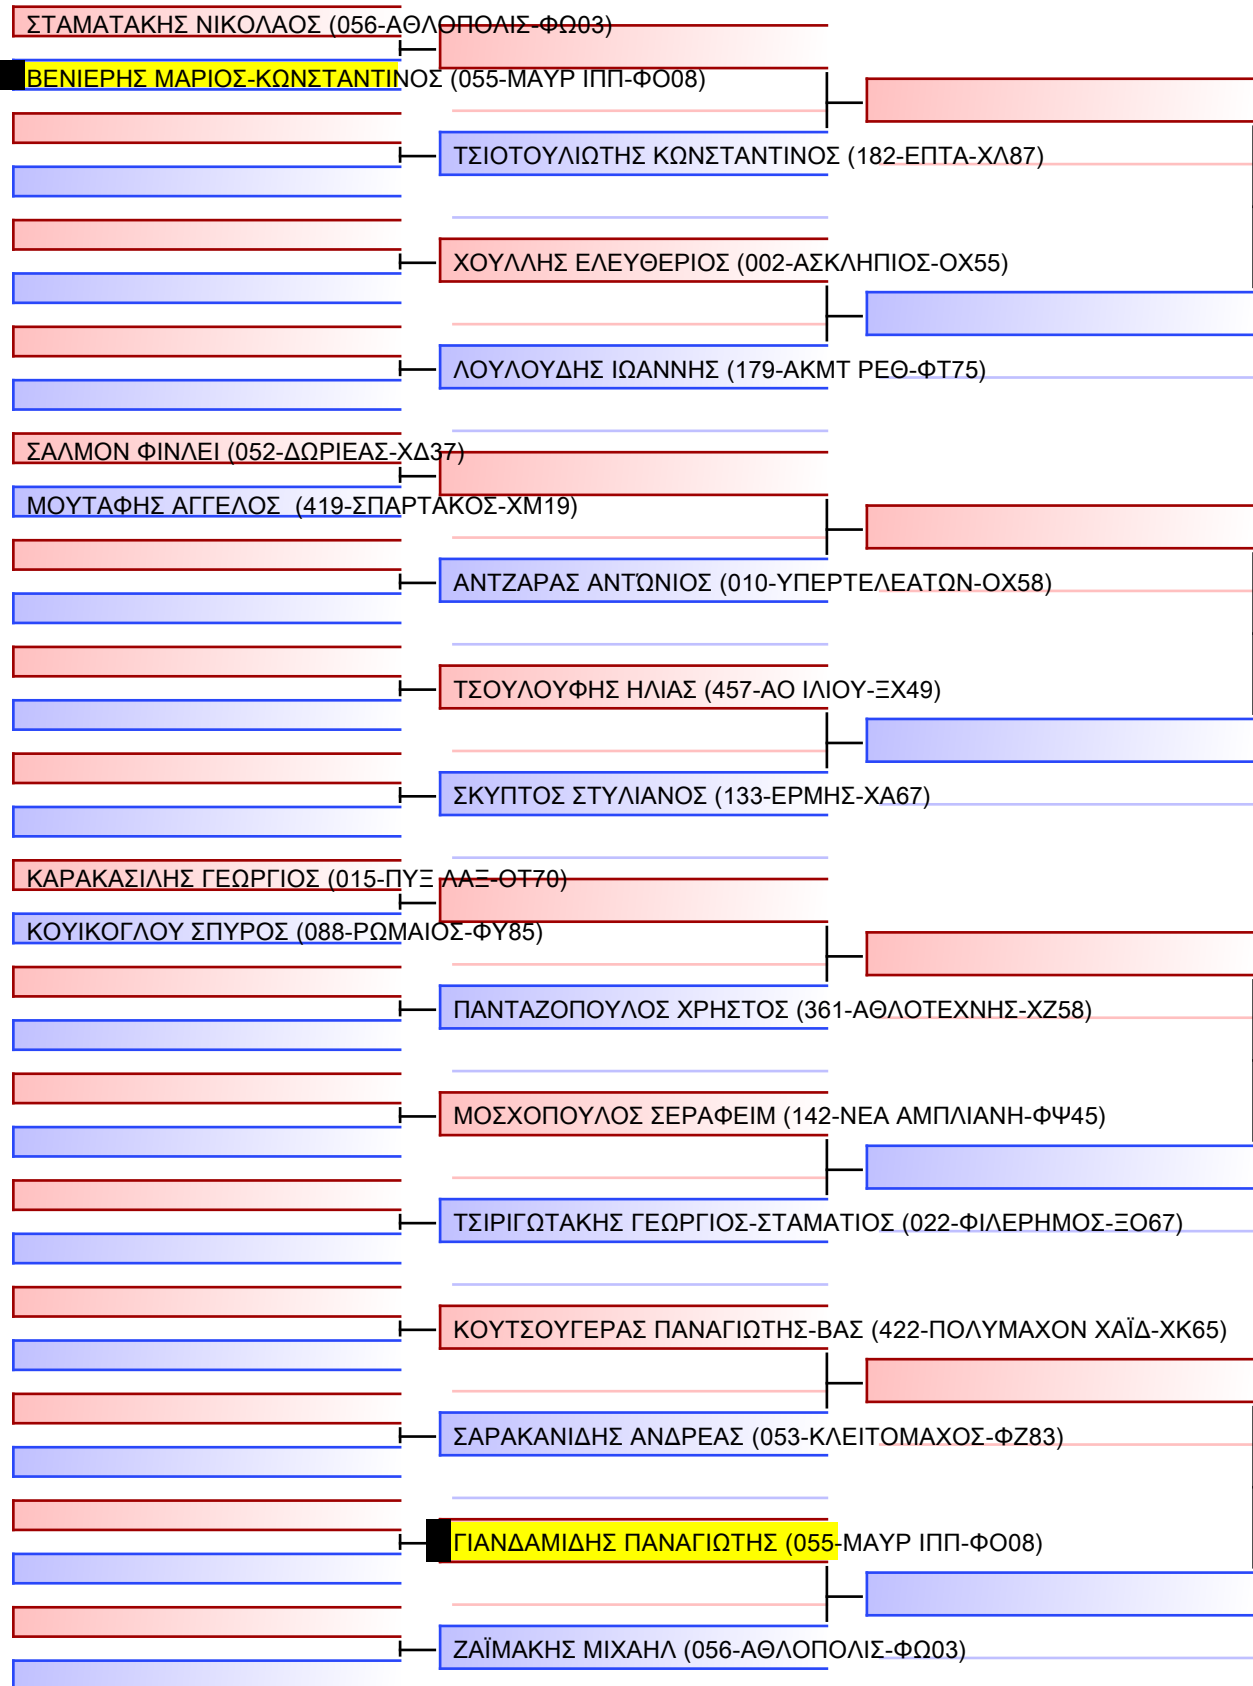 ΣΤΑΜΑΤΑΚΗΣ ΝΙΚΟΛΑΟΣ (056-ΑΘΛΟΠΟΛΙΣ-ΦΩ03)
ΒΕΝΙΕΡΗΣ ΜΑΡΙΟΣ-ΚΩΝΣΤΑΝΤΙΝΟΣ (055-ΜΑΥΡ ΙΠΠ-ΦΟ08)
ΤΣΙΟΤΟΥΛΙΩΤΗΣ ΚΩΝΣΤΑΝΤΙΝΟΣ (182-ΕΠΤΑ-ΧΛ87)
ΧΟΥΛΛΗΣ ΕΛΕΥΘΕΡΙΟΣ (002-ΑΣΚΛΗΠΙΟΣ-ΟΧ55)
ΛΟΥΛΟΥΔΗΣ ΙΩΑΝΝΗΣ (179-ΑΚΜΤ ΡΕΘ-ΦΤ75)
ΣΑΛΜΟΝ ΦΙΝΛΕΙ (052-ΔΩΡΙΕΑΣ-ΧΔ37)
ΜΟΥΤΑΦΗΣ ΑΓΓΕΛΟΣ  (419-ΣΠΑΡΤΑΚΟΣ-ΧΜ19)
ΑΝΤΖΑΡΑΣ ΑΝΤΏΝΙΟΣ (010-ΥΠΕΡΤΕΛΕΑΤΩΝ-ΟΧ58)
ΤΣΟΥΛΟΥΦΗΣ ΗΛΙΑΣ (457-ΑΟ ΙΛΙΟΥ-ΞΧ49)
ΣΚΥΠΤΟΣ ΣΤΥΛΙΑΝΟΣ (133-ΕΡΜΗΣ-ΧΑ67)
ΚΑΡΑΚΑΣΙΛΗΣ ΓΕΩΡΓΙΟΣ (015-ΠΥΞ ΛΑΞ-ΟΤ70)
ΚΟΥΙΚΟΓΛΟΥ ΣΠΥΡΟΣ (088-ΡΩΜΑΙΟΣ-ΦΥ85)
ΠΑΝΤΑΖΟΠΟΥΛΟΣ ΧΡΗΣΤΟΣ (361-ΑΘΛΟΤΕΧΝΗΣ-ΧΖ58)
ΜΟΣΧΟΠΟΥΛΟΣ ΣΕΡΑΦΕΙΜ (142-ΝΕΑ ΑΜΠΛΙΑΝΗ-ΦΨ45)
ΤΣΙΡΙΓΩΤΑΚΗΣ ΓΕΩΡΓΙΟΣ-ΣΤΑΜΑΤΙΟΣ (022-ΦΙΛΕΡΗΜΟΣ-ΞΟ67)
ΚΟΥΤΣΟΥΓΕΡΑΣ ΠΑΝΑΓΙΩΤΗΣ-ΒΑΣ (422-ΠΟΛΥΜΑΧΟΝ ΧΑΪΔ-ΧΚ65)
ΣΑΡΑΚΑΝΙΔΗΣ ΑΝΔΡΕΑΣ (053-ΚΛΕΙΤΟΜΑΧΟΣ-ΦΖ83)
ΓΙΑΝΔΑΜΙΔΗΣ ΠΑΝΑΓΙΩΤΗΣ (055-ΜΑΥΡ ΙΠΠ-ΦΟ08)
ΖΑΪΜΑΚΗΣ ΜΙΧΑΗΛ (056-ΑΘΛΟΠΟΛΙΣ-ΦΩ03)